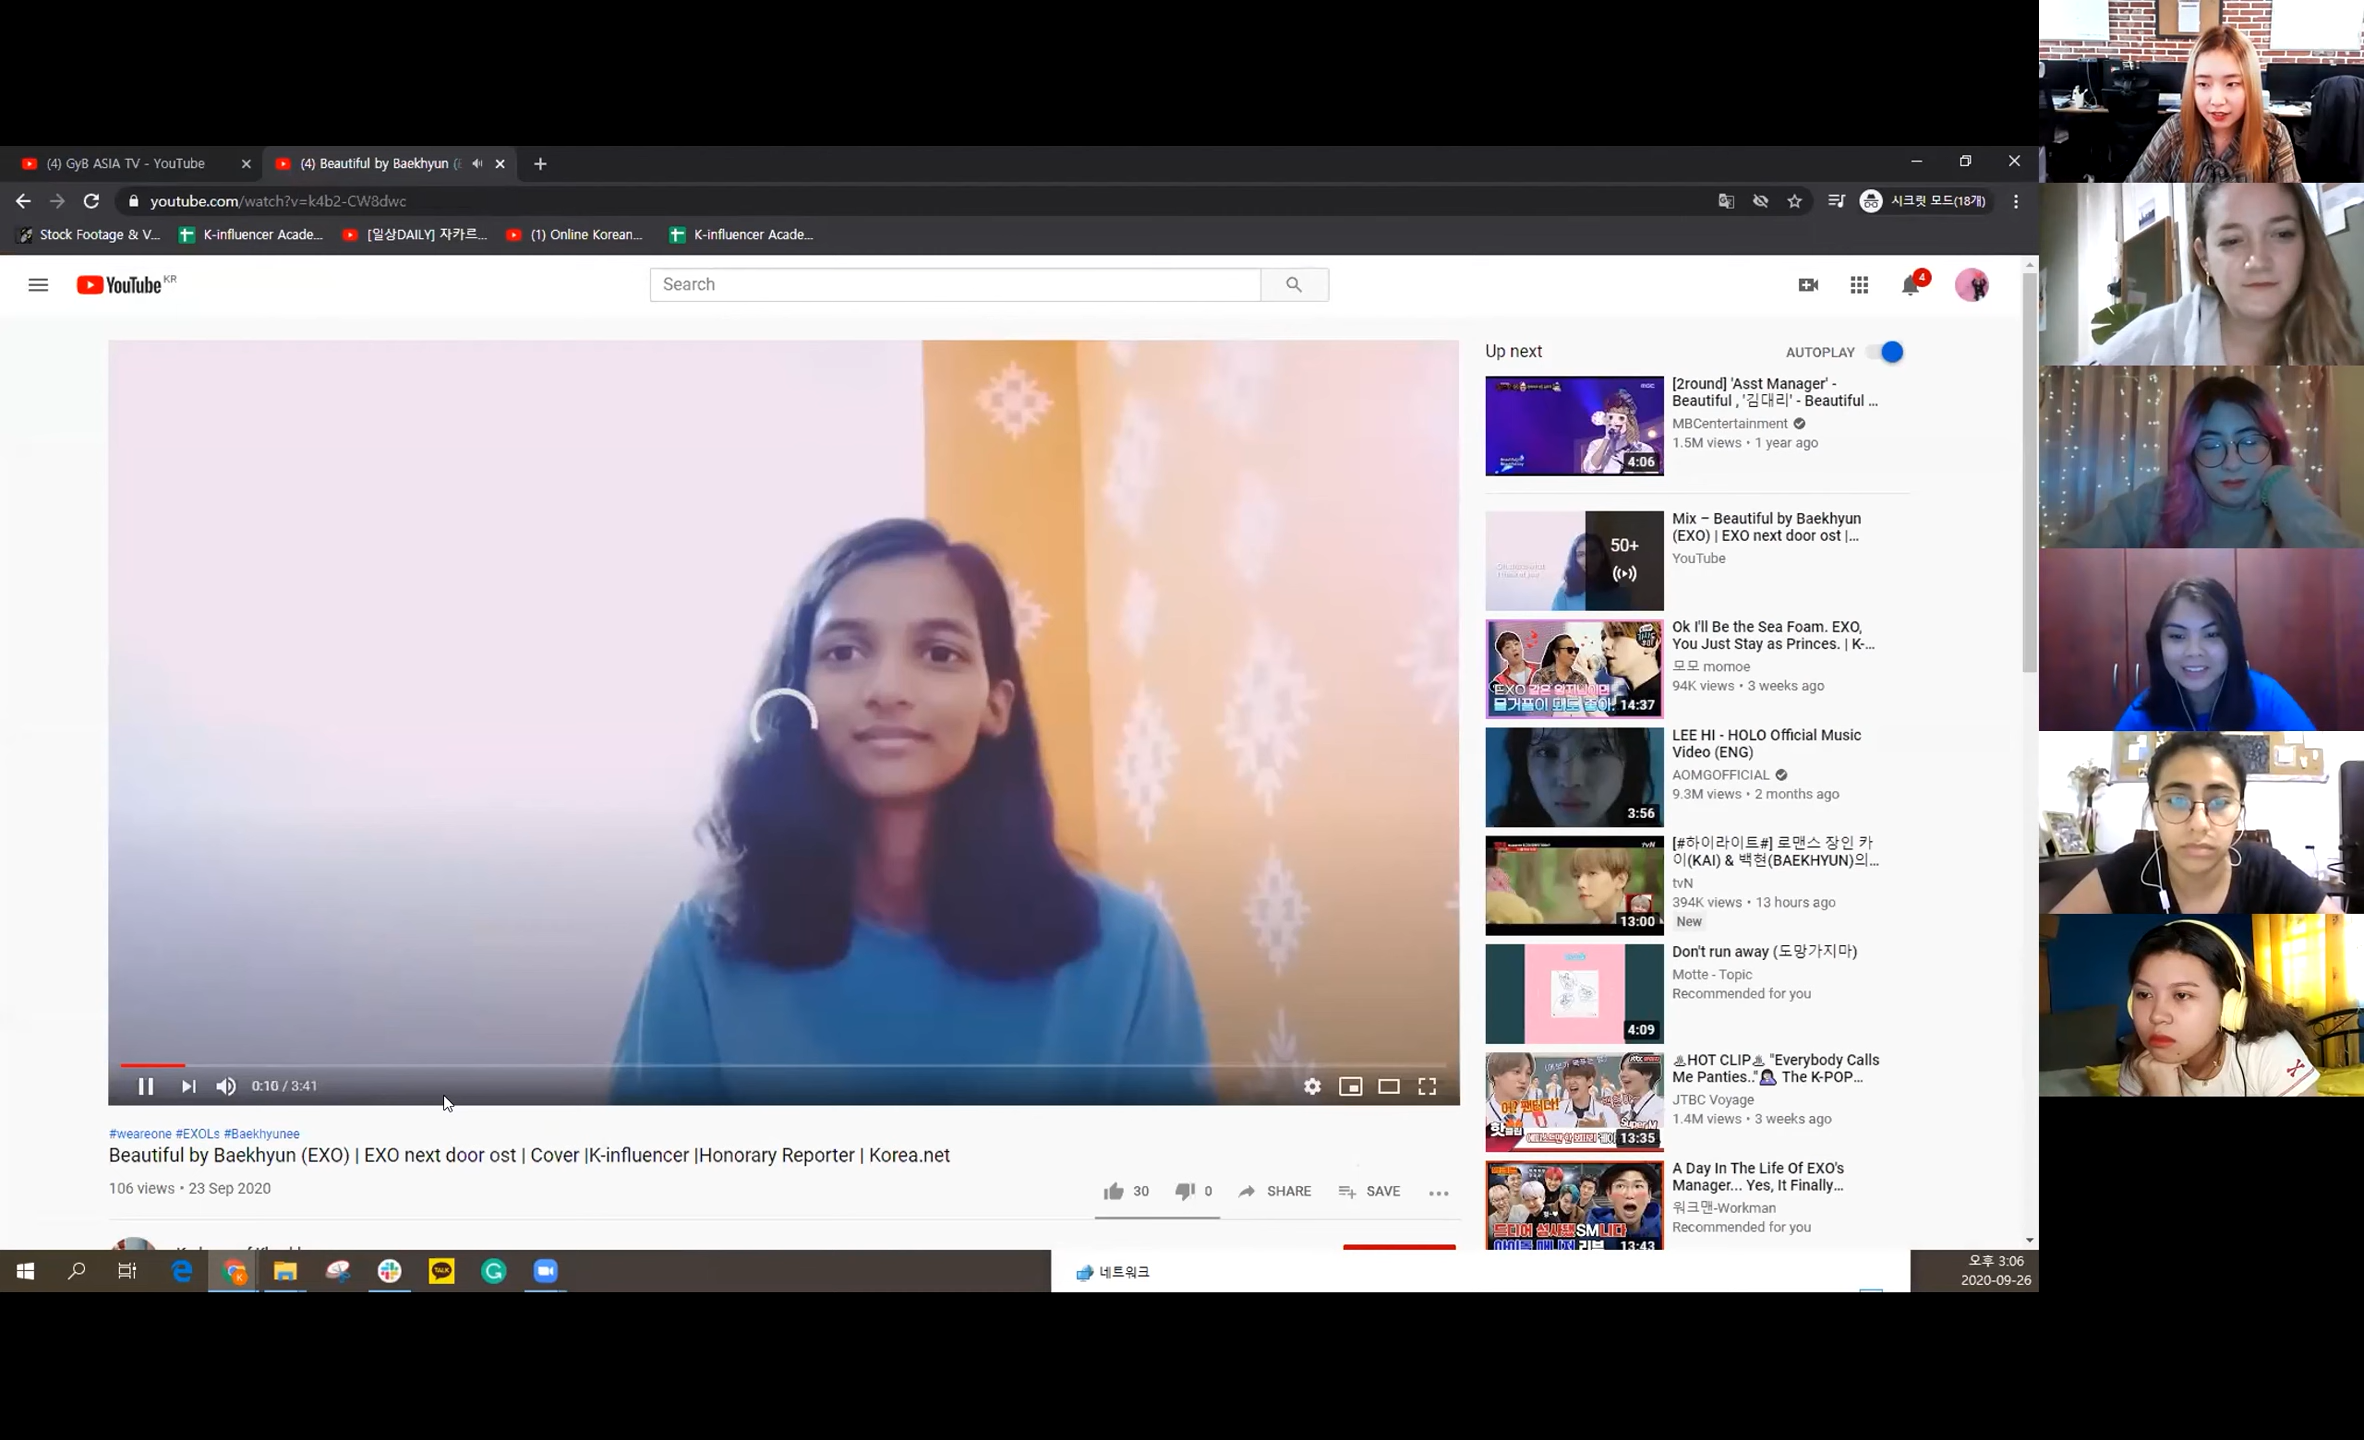 (4) GyB ASIA TV - YouTube
(4) Beautiful by Baekhyun (
youtube.com/watch?v=k4b2-CW8dwc
시크릿 모드(18개)
Stock Footage & V...
K-influencer Acade...
[일상DAILY] 자카르...
(1) Online Korean...
K-influencer Acade...
YouTube KR
Search
4
Up next
AUTOPLAY
4:06
[2round] 'Asst Manager' -
Beautiful , '김대리' - Beautiful ...
MBCentertainment
1.5M views • 1 year ago
50+
Mix – Beautiful by Baekhyun
(EXO) | EXO next door ost |...
YouTube
14:37
Ok I'll Be the Sea Foam. EXO,
You Just Stay as Princes. | K-...
모모 momoe
94K views • 3 weeks ago
3:56
LEE HI - HOLO Official Music
Video (ENG)
AOMGOFFICIAL
9.3M views • 2 months ago
tvN
13:00
[#하이라이트#] 로맨스 장인 카
이(KAI) & 백현(BAEKHYUN)의...
tvN
394K views • 13 hours ago
New
4:09
Don't run away (도망가지마)
Motte - Topic
Recommended for you
13:35
HOT CLIP "Everybody Calls
Me Panties.." The K-POP...
JTBC Voyage
1.4M views • 3 weeks ago
13:43
A Day In The Life Of EXO's
Manager... Yes, It Finally...
워크맨-Workman
Recommended for you
0:10 / 3:41
#weareone #EXOLs #Baekhyunee
Beautiful by Baekhyun (EXO) | EXO next door ost | Cover |K-influencer |Honorary Reporter | Korea.net
106 views • 23 Sep 2020
30
0
SHARE
SAVE
TALK
네트워크
오후 3:06
2020-09-26